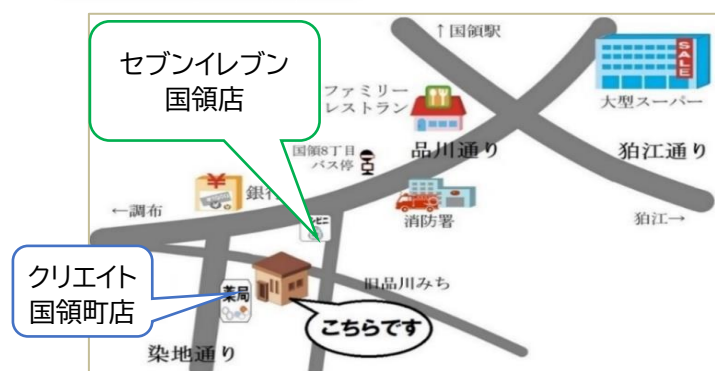 セブンイレブン
国領店
↑国領駅
SALE
ファミリー
レストラン
大型スーパー
国領8丁目
バス停
品川通り
狛江通り
銀行
←調布
消防署
狛江→
クリエイト
国領町店
薬局
旧品川みち
こちらです
染地通り